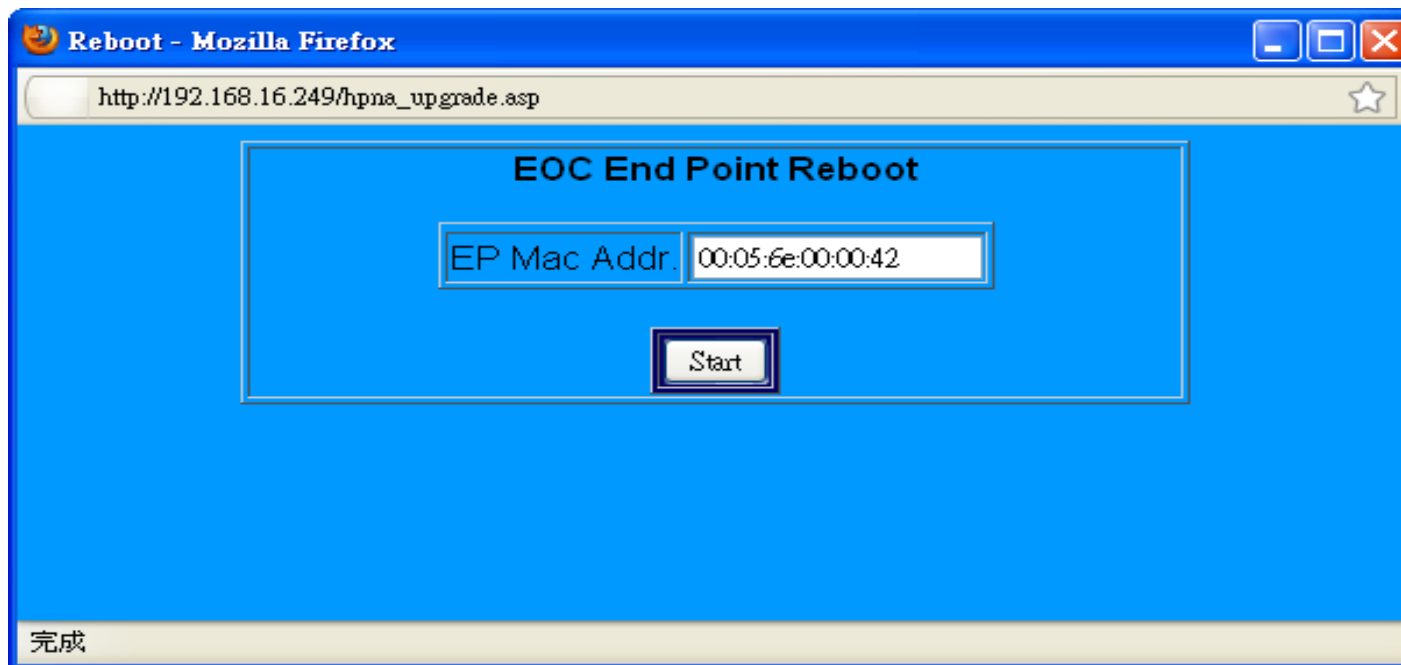 Reboot - Mozilla Firefox
http://192.168.16.249/hpna_upgrade.asp
EOC End Point Reboot
EP Mac Addr. 00:05:6e:00:00:42
Start
完成